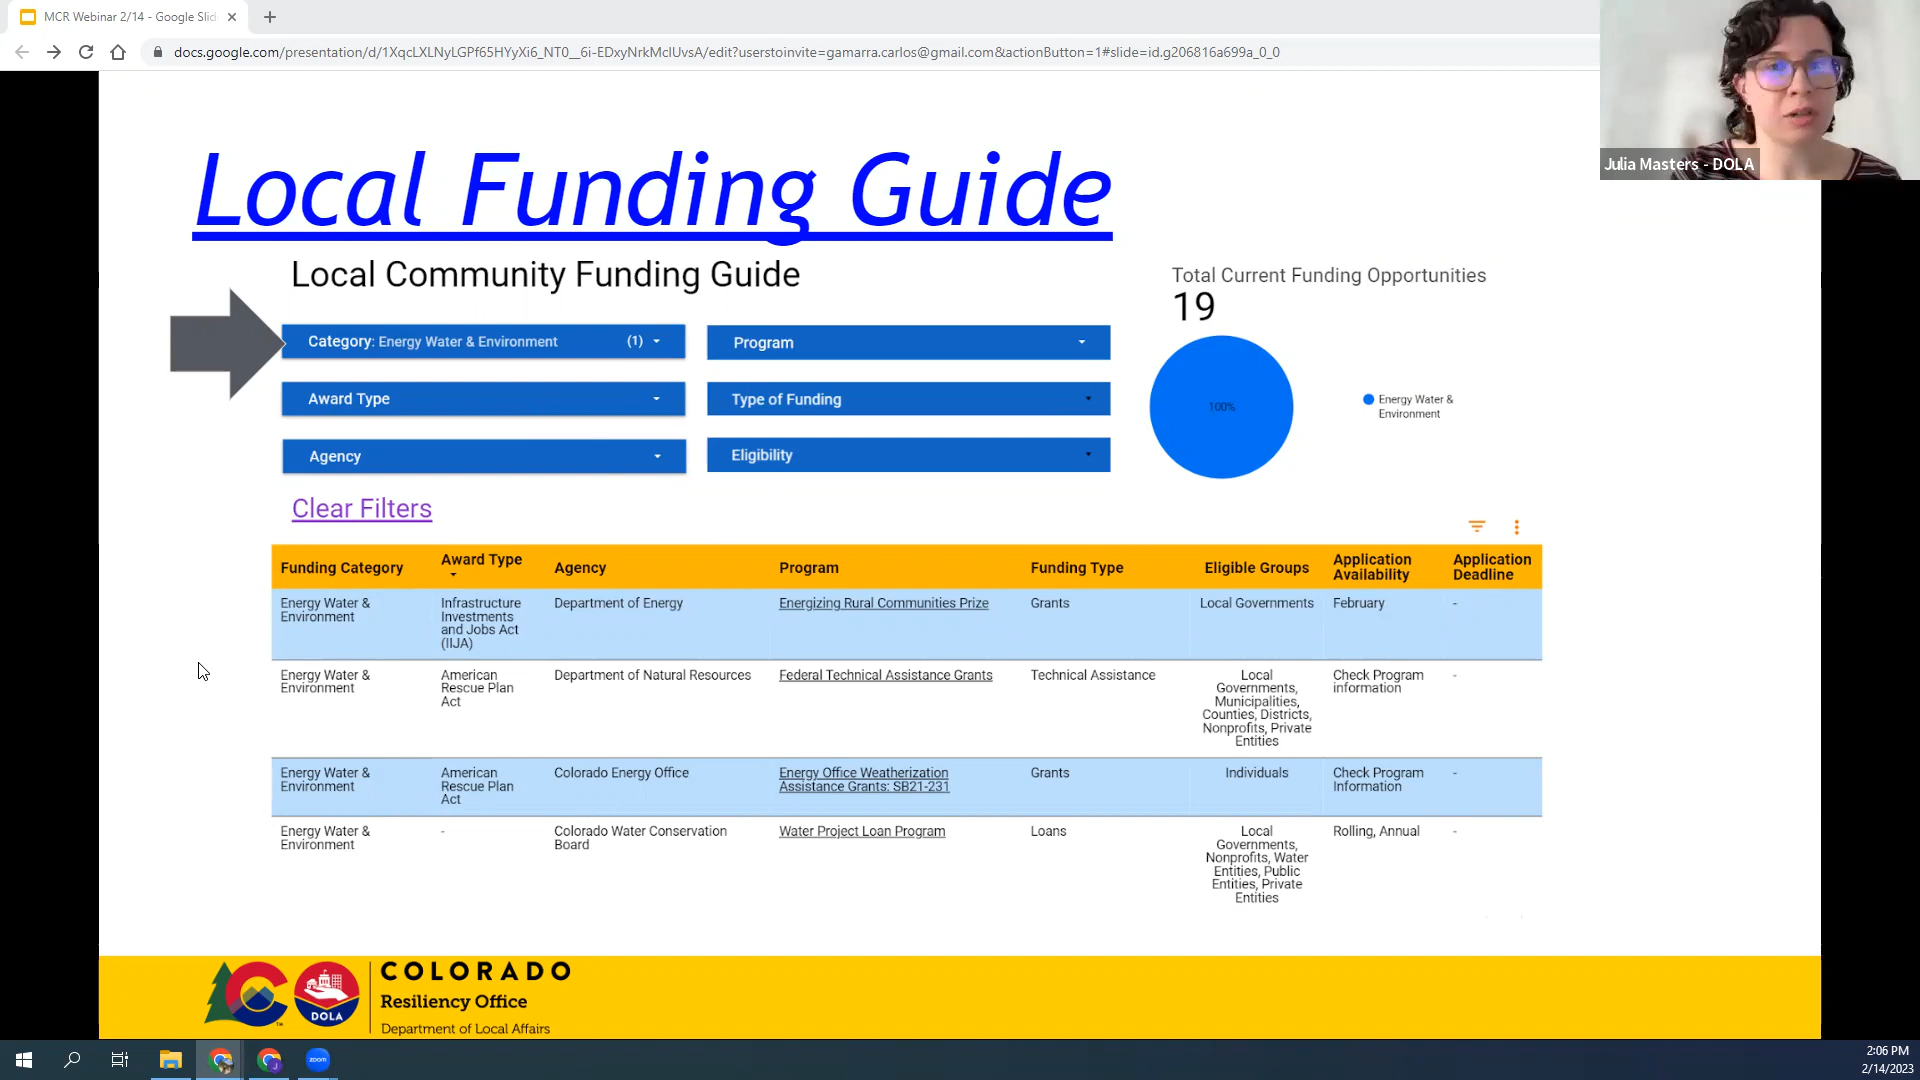 MCR Webinar 2/14 - Google Slid
docs.google.com/presentation/d/1XqcLXLNyLGPf65HYyXi6_NT0__6i-EDxyNrkMclUvsA/edit?userstoinvite=gamarra.carlos@gmail.com&actionButton=1#slide=id.g206816a699a_0_0
Julia Masters - DOLA
Local Funding Guide
Local Community Funding Guide
Total Current Funding Opportunities
19
Category: Energy Water & Environment (1)
Program
Award Type
Type of Funding
Agency
Eligibility
100%
Energy Water &
Environment
Clear Filters
Funding Category
Award Type
Agency
Program
Funding Type
Eligible Groups
Application
Availability
Application
Deadline
Energy Water &
Environment
Infrastructure
Investments
and Jobs Act
(IIJA)
Department of Energy
Energizing Rural Communities Prize
Grants
Local Governments
February
-
Energy Water &
Environment
American
Rescue Plan
Act
Department of Natural Resources
Federal Technical Assistance Grants
Technical Assistance
Local
Governments,
Municipalities,
Counties, Districts,
Nonprofits, Private
Entities
Check Program
information
-
Energy Water &
Environment
American
Rescue Plan
Act
Colorado Energy Office
Energy Office Weatherization
Assistance Grants: SB21-231
Grants
Individuals
Check Program
Information
-
Energy Water &
Environment
-
Colorado Water Conservation
Board
Water Project Loan Program
Loans
Local
Governments,
Nonprofits, Water
Entities, Public
Entities, Private
Entities
Rolling, Annual
-
DOLA
COLORADO
Resiliency Office
Department of Local Affairs
zoom
2:06 PM
2/14/2023